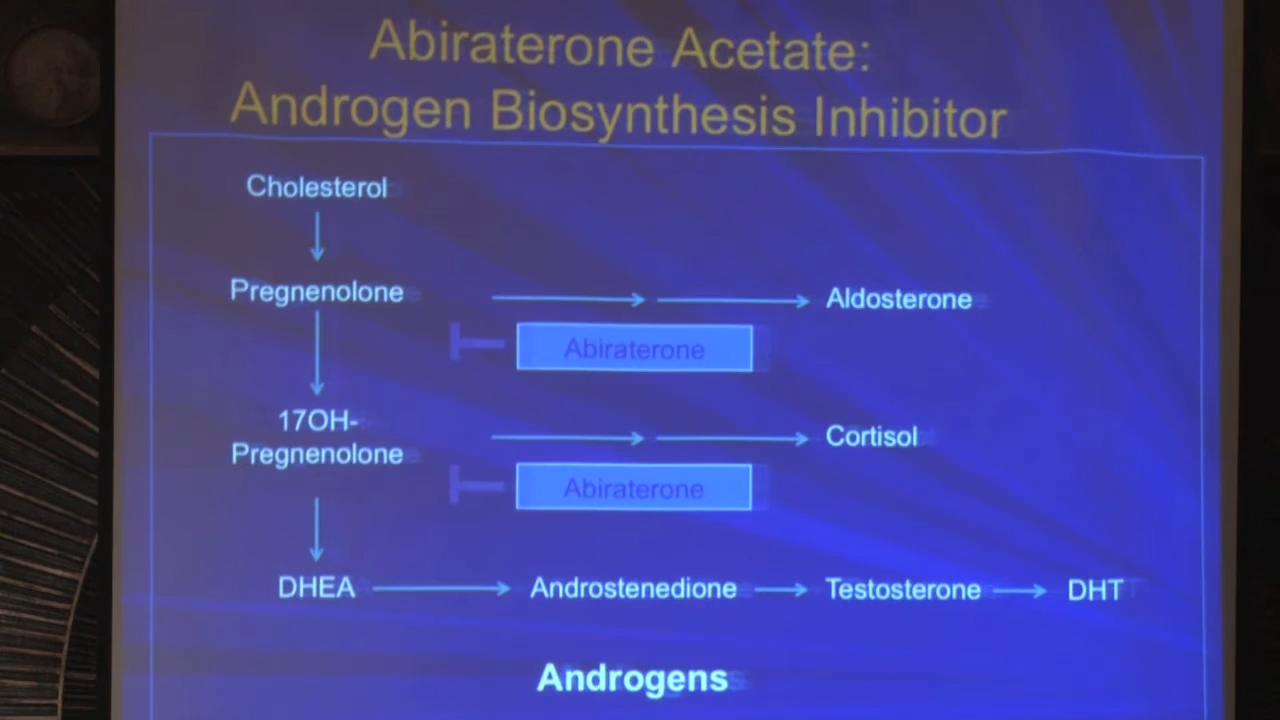 Abiraterone Acetate:
Androgen Biosynthesis Inhibitor
Cholesterol
Pregnenolone
Aldosterone
Abiraterone
17OH-
Pregnenolone
Cortisol
Abiraterone
DHEA
Androstenedione
Testosterone
DHT
Androgens